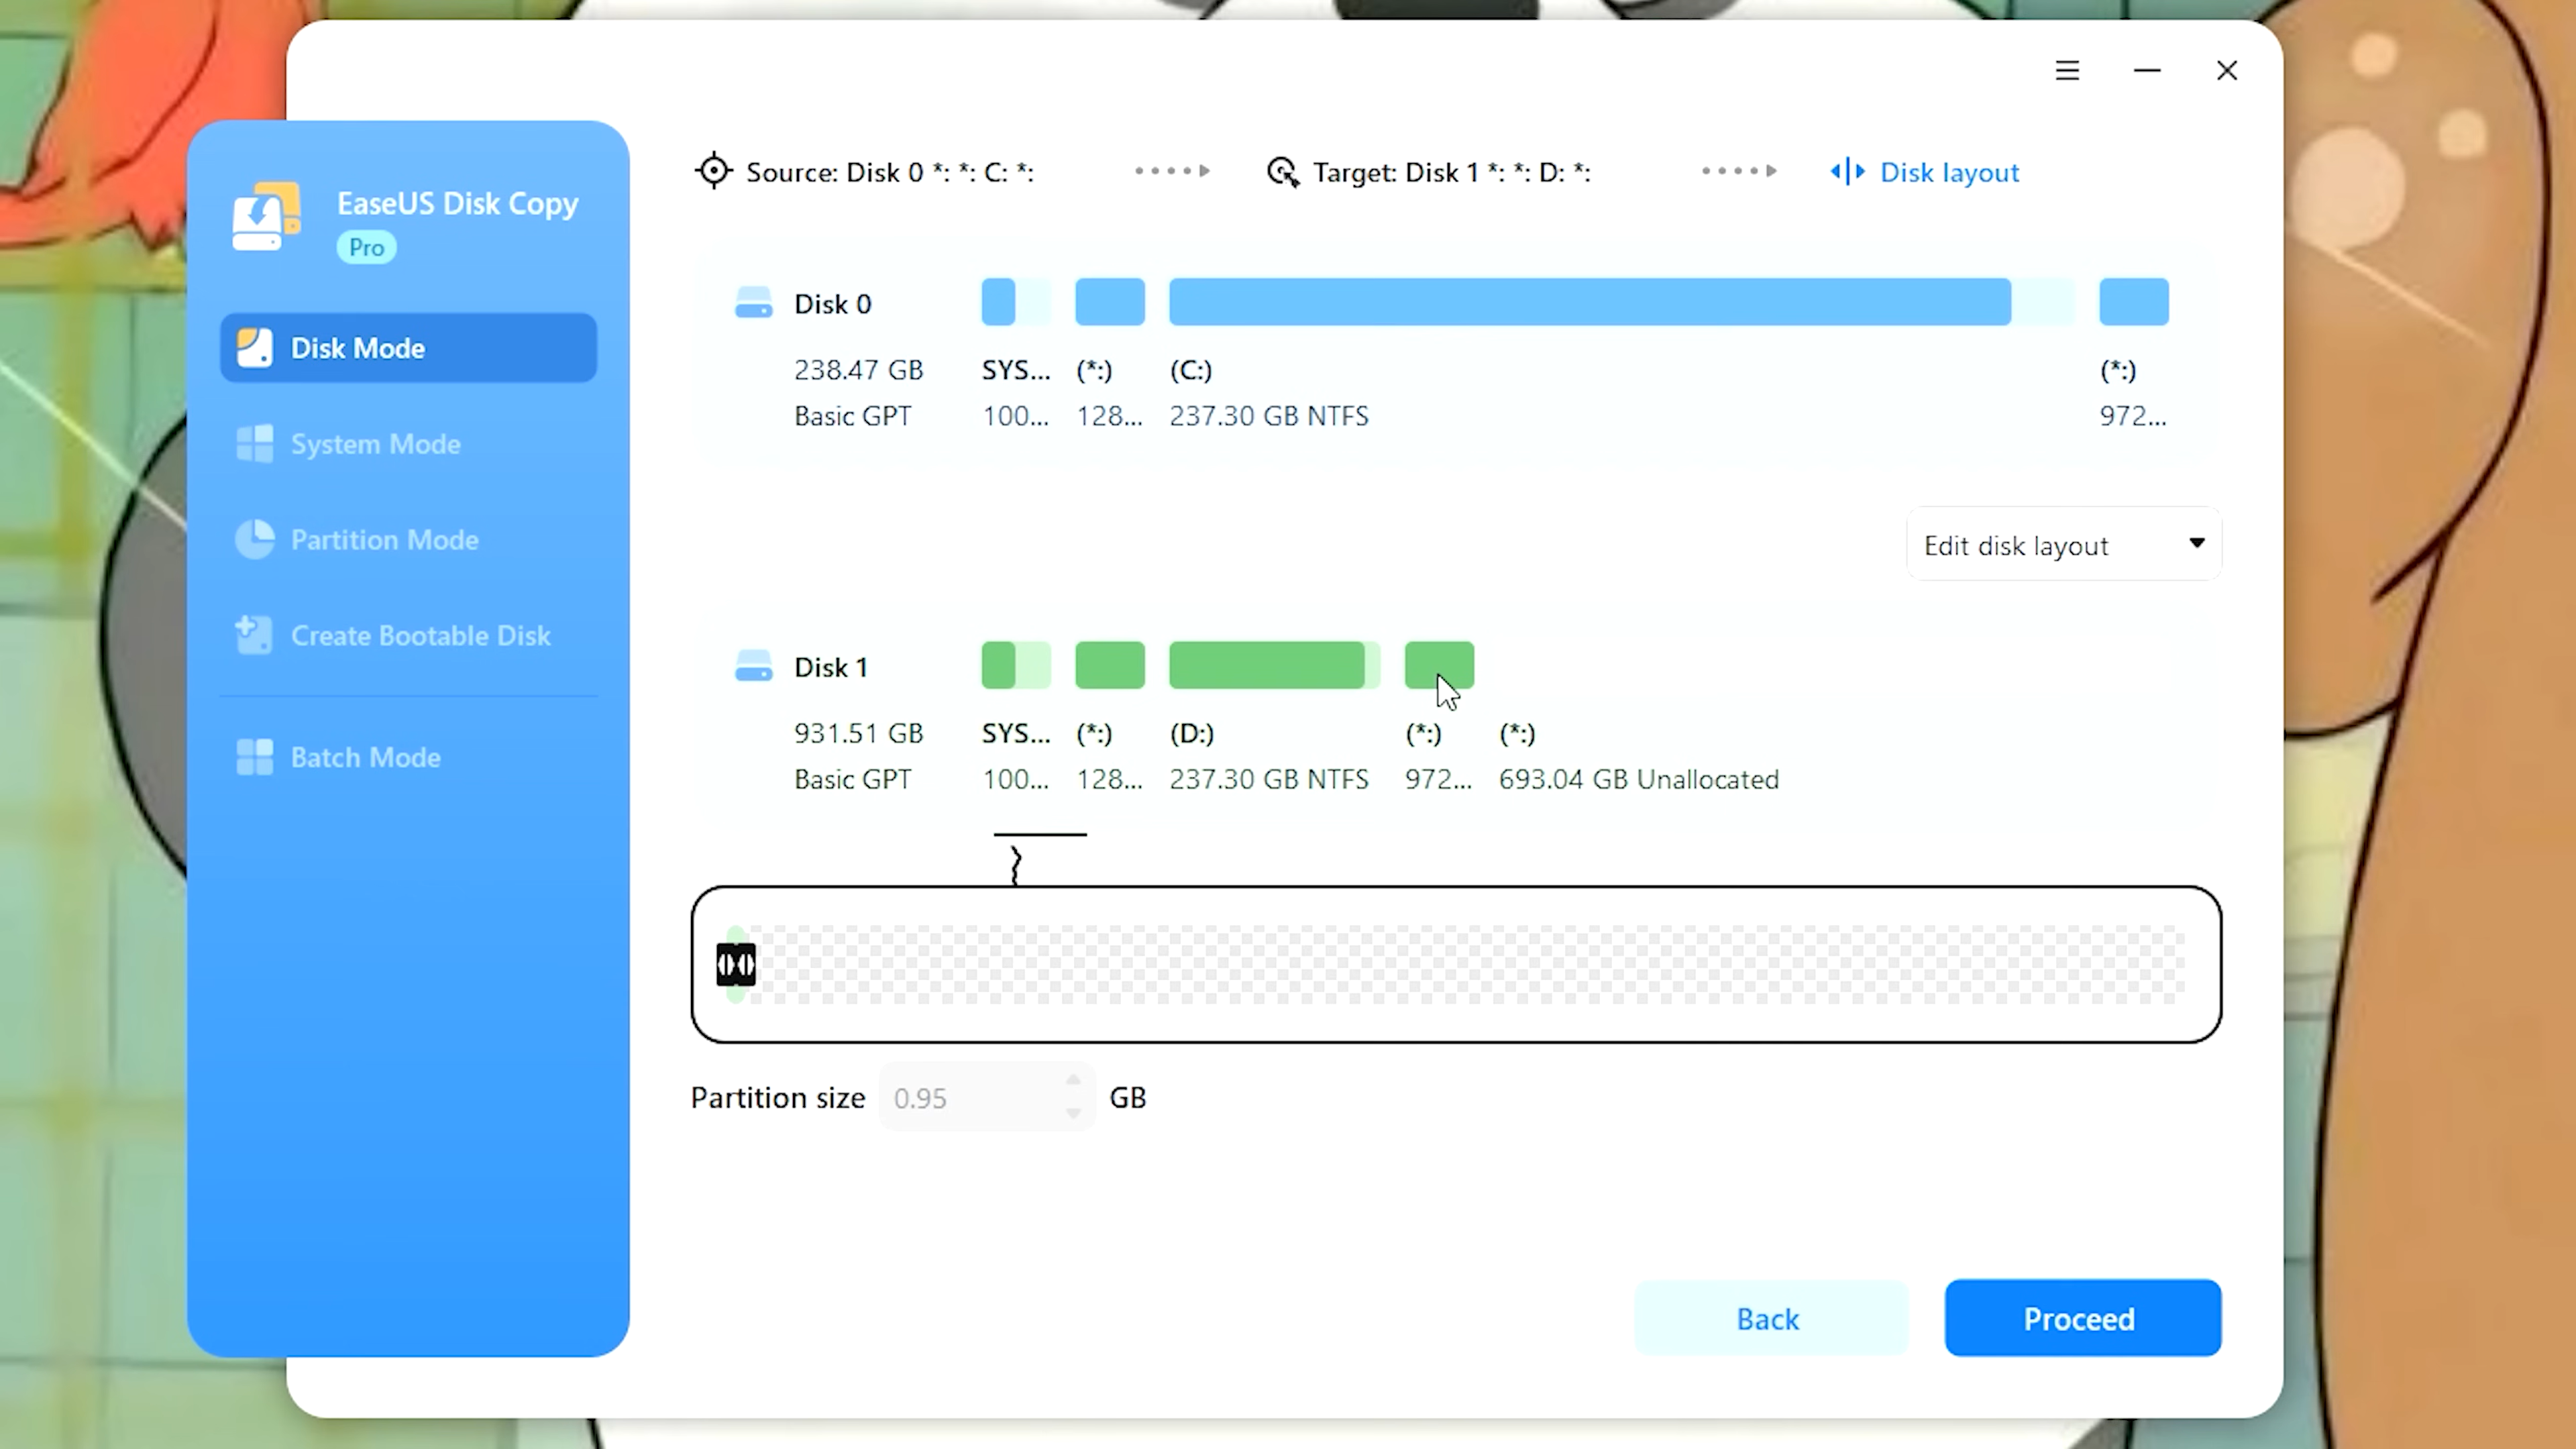 EaseUS Disk Copy
Pro
Disk Mode
System Mode
Partition Mode
Create Bootable Disk
Batch Mode
Source: Disk 0 *: *: C: *:
Target: Disk 1 *: *: D: *:
Disk layout
Disk 0
238.47 GB
Basic GPT
SYS... (*:) (C:) (*:)
100... 128... 237.30 GB NTFS 972...
Edit disk layout
Disk 1
931.51 GB
Basic GPT
SYS... (*:) (D:) (*:) (*:)
100... 128... 237.30 GB NTFS 972... 693.04 GB Unallocated
Partition size 0.95 GB
Back
Proceed